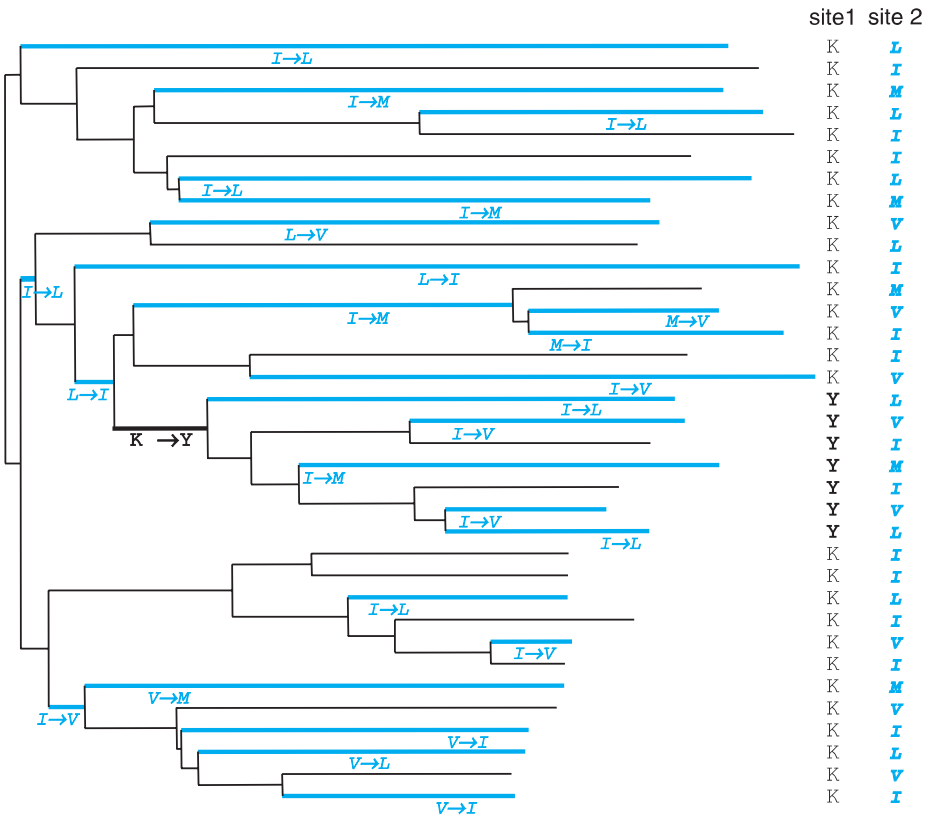 site1 site 2
K L
I→L
K I
K M
I→M
K L
I→L
K I
K I
K L
I→L
K M
I→M
K V
L→V
K L
K I
L→I
I→L
K M
K V
I→M M→V
K I
M→I
K I
K V
I→V
L→I
Y L
I→L
Y V
I→V
K →Y
Y I
Y M
I→M
Y I
Y V
I→V
Y L
I→L
K I
K I
K L
I→L
K I
K V
I→V
K I
K M
V→M
K V
I→V
K I
V→I
K L
V→L
K V
K I
V→I